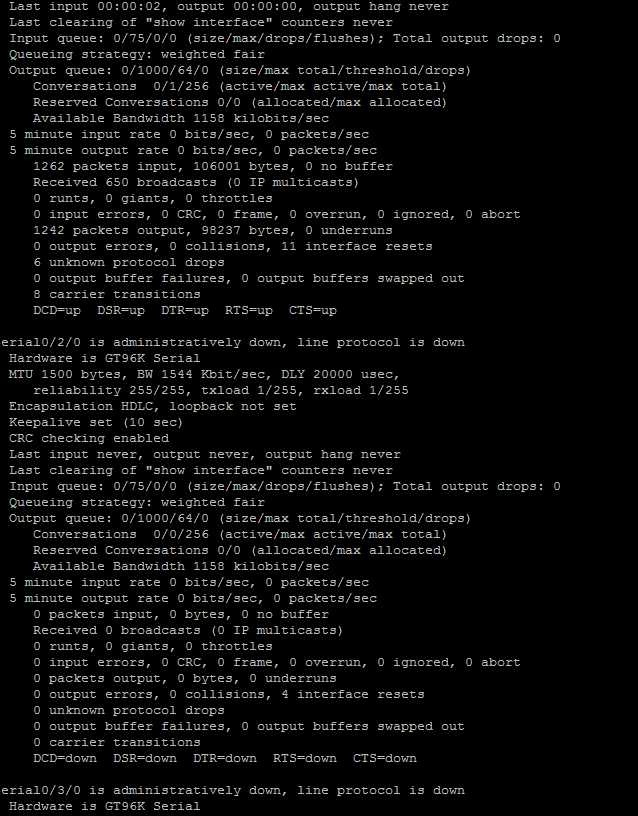 Last input 00:00:02, output 00:00:00, output hang never
Last clearing of "show interface" counters never
Input queue: 0/75/0/0 (size/max/drops/flushes); Total output drops: 0
Queueing strategy: weighted fair
Output queue: 0/1000/64/0 (size/max total/threshold/drops)
Conversations  0/1/256 (active/max active/max total)
Reserved Conversations 0/0 (allocated/max allocated)
Available Bandwidth 1158 kilobits/sec
5 minute input rate 0 bits/sec, 0 packets/sec
5 minute output rate 0 bits/sec, 0 packets/sec
1262 packets input, 106001 bytes, 0 no buffer
Received 650 broadcasts (0 IP multicasts)
0 runts, 0 giants, 0 throttles
0 input errors, 0 CRC, 0 frame, 0 overrun, 0 ignored, 0 abort
1242 packets output, 98237 bytes, 0 underruns
0 output errors, 0 collisions, 11 interface resets
6 unknown protocol drops
0 output buffer failures, 0 output buffers swapped out
8 carrier transitions
DCD=up  DSR=up  DTR=up  RTS=up  CTS=up
erial0/2/0 is administratively down, line protocol is down
Hardware is GT96K Serial
MTU 1500 bytes, BW 1544 Kbit/sec, DLY 20000 usec,
reliability 255/255, txload 1/255, rxload 1/255
Encapsulation HDLC, loopback not set
Keepalive set (10 sec)
CRC checking enabled
Last input never, output never, output hang never
Last clearing of "show interface" counters never
Input queue: 0/75/0/0 (size/max/drops/flushes); Total output drops: 0
Queueing strategy: weighted fair
Output queue: 0/1000/64/0 (size/max total/threshold/drops)
Conversations  0/0/256 (active/max active/max total)
Reserved Conversations 0/0 (allocated/max allocated)
Available Bandwidth 1158 kilobits/sec
5 minute input rate 0 bits/sec, 0 packets/sec
5 minute output rate 0 bits/sec, 0 packets/sec
0 packets input, 0 bytes, 0 no buffer
Received 0 broadcasts (0 IP multicasts)
0 runts, 0 giants, 0 throttles
0 input errors, 0 CRC, 0 frame, 0 overrun, 0 ignored, 0 abort
0 packets output, 0 bytes, 0 underruns
0 output errors, 0 collisions, 4 interface resets
0 unknown protocol drops
0 output buffer failures, 0 output buffers swapped out
0 carrier transitions
DCD=down  DSR=down  DTR=down  RTS=down  CTS=down
erial0/3/0 is administratively down, line protocol is down
Hardware is GT96K Serial